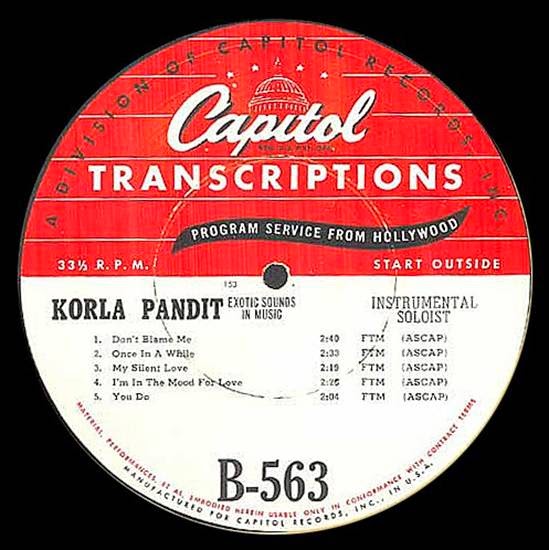 A DIVISION OF CAPITOL RECORDS, INC.
Capitol
TRANSCRIPTIONS
PROGRAM SERVICE FROM HOLLYWOOD
33⅓ R.P.M.
START OUTSIDE
153
KORLA PANDIT
EXOTIC SOUNDS
IN MUSIC
INSTRUMENTAL
SOLOIST
1. Don't Blame Me 2:40 FTM (ASCAP)
2. Once In A While 2:33 FTM (ASCAP)
3. My Silent Love 2:19 FTM (ASCAP)
4. I'm In The Mood For Love 2:25 FTM (ASCAP)
5. You Do 2:04 FTM (ASCAP)
B-563
MATERIAL, PERFORMANCES, ET AL, EMBODIED HEREIN USABLE ONLY IN CONFORMANCE WITH CONTRACT TERMS
MANUFACTURED FOR CAPITOL RECORDS, INC., IN U.S.A.